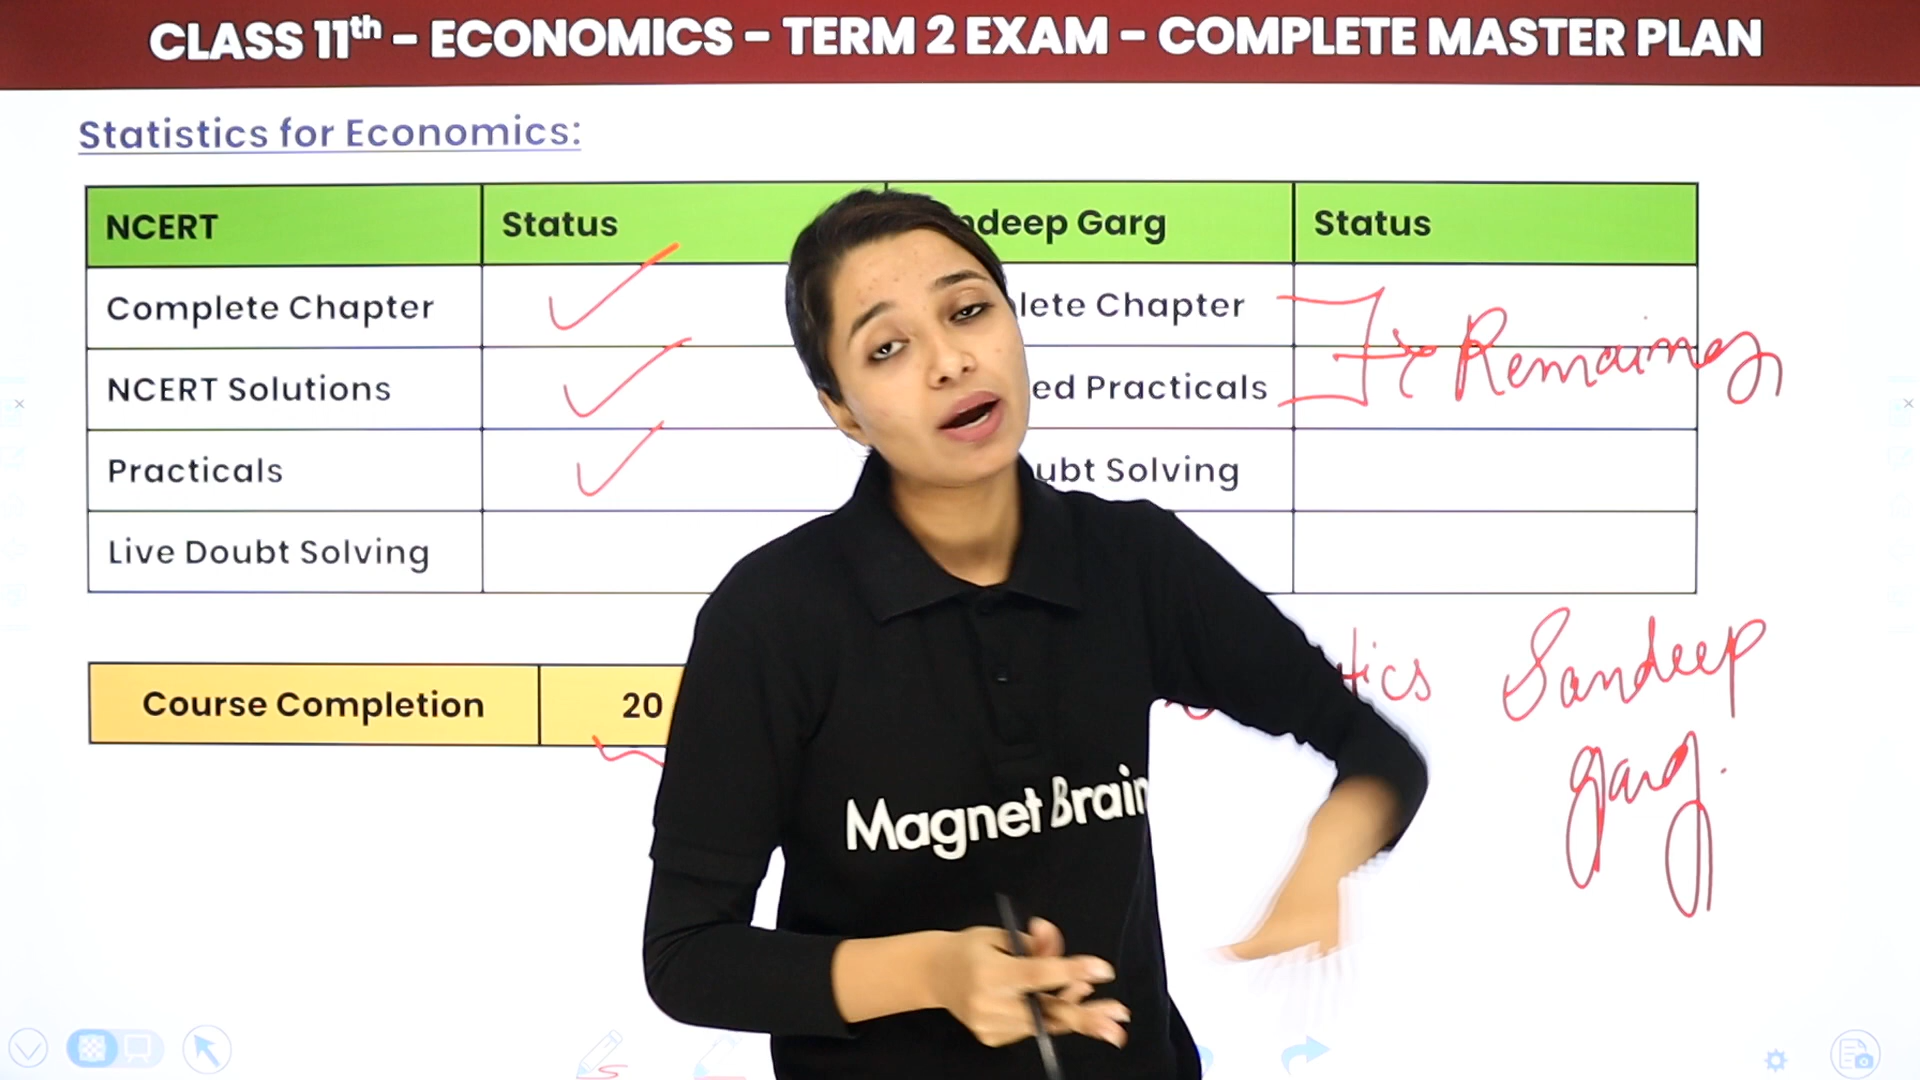 CLASS 11th - ECONOMICS - TERM 2 EXAM - COMPLETE MASTER PLAN
Statistics for Economics:
NCERT Status ndeep Garg Status
Complete Chapter lete Chapter
Remaining
NCERT Solutions ed Practicals
Practicals ubt Solving
Live Doubt Solving
Course Completion 20
tics Sandeep
Garg.
Magnet Brain